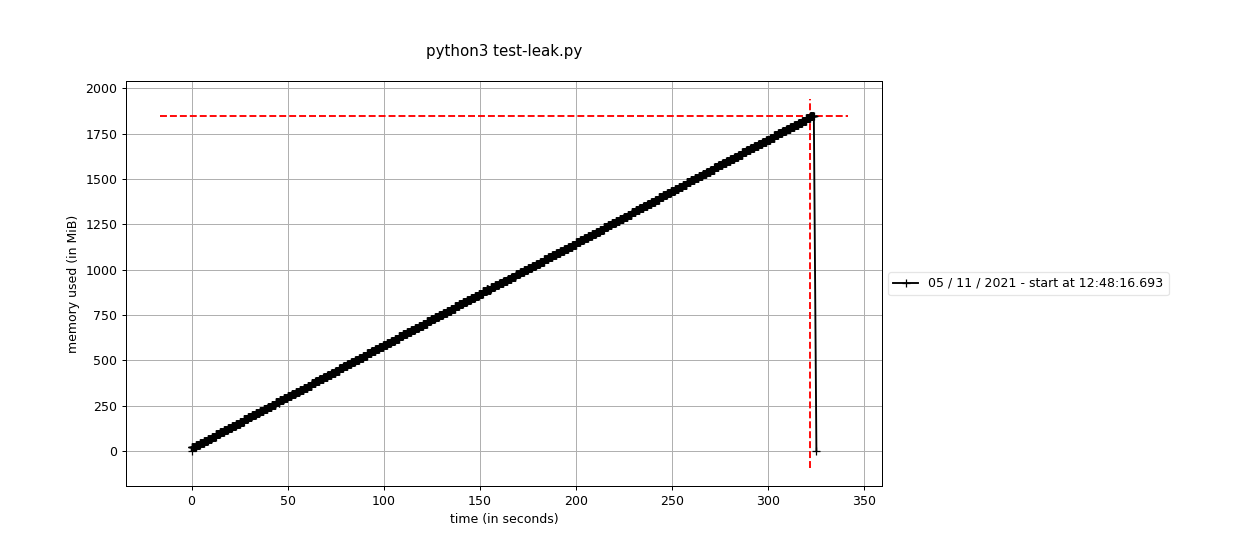 python3 test-leak.py
2000
1750
1500
1250
1000
750
500
250
0
memory used (in MiB)
0 50 100 150 200 250 300 350
time (in seconds)
05 / 11 / 2021 - start at 12:48:16.693